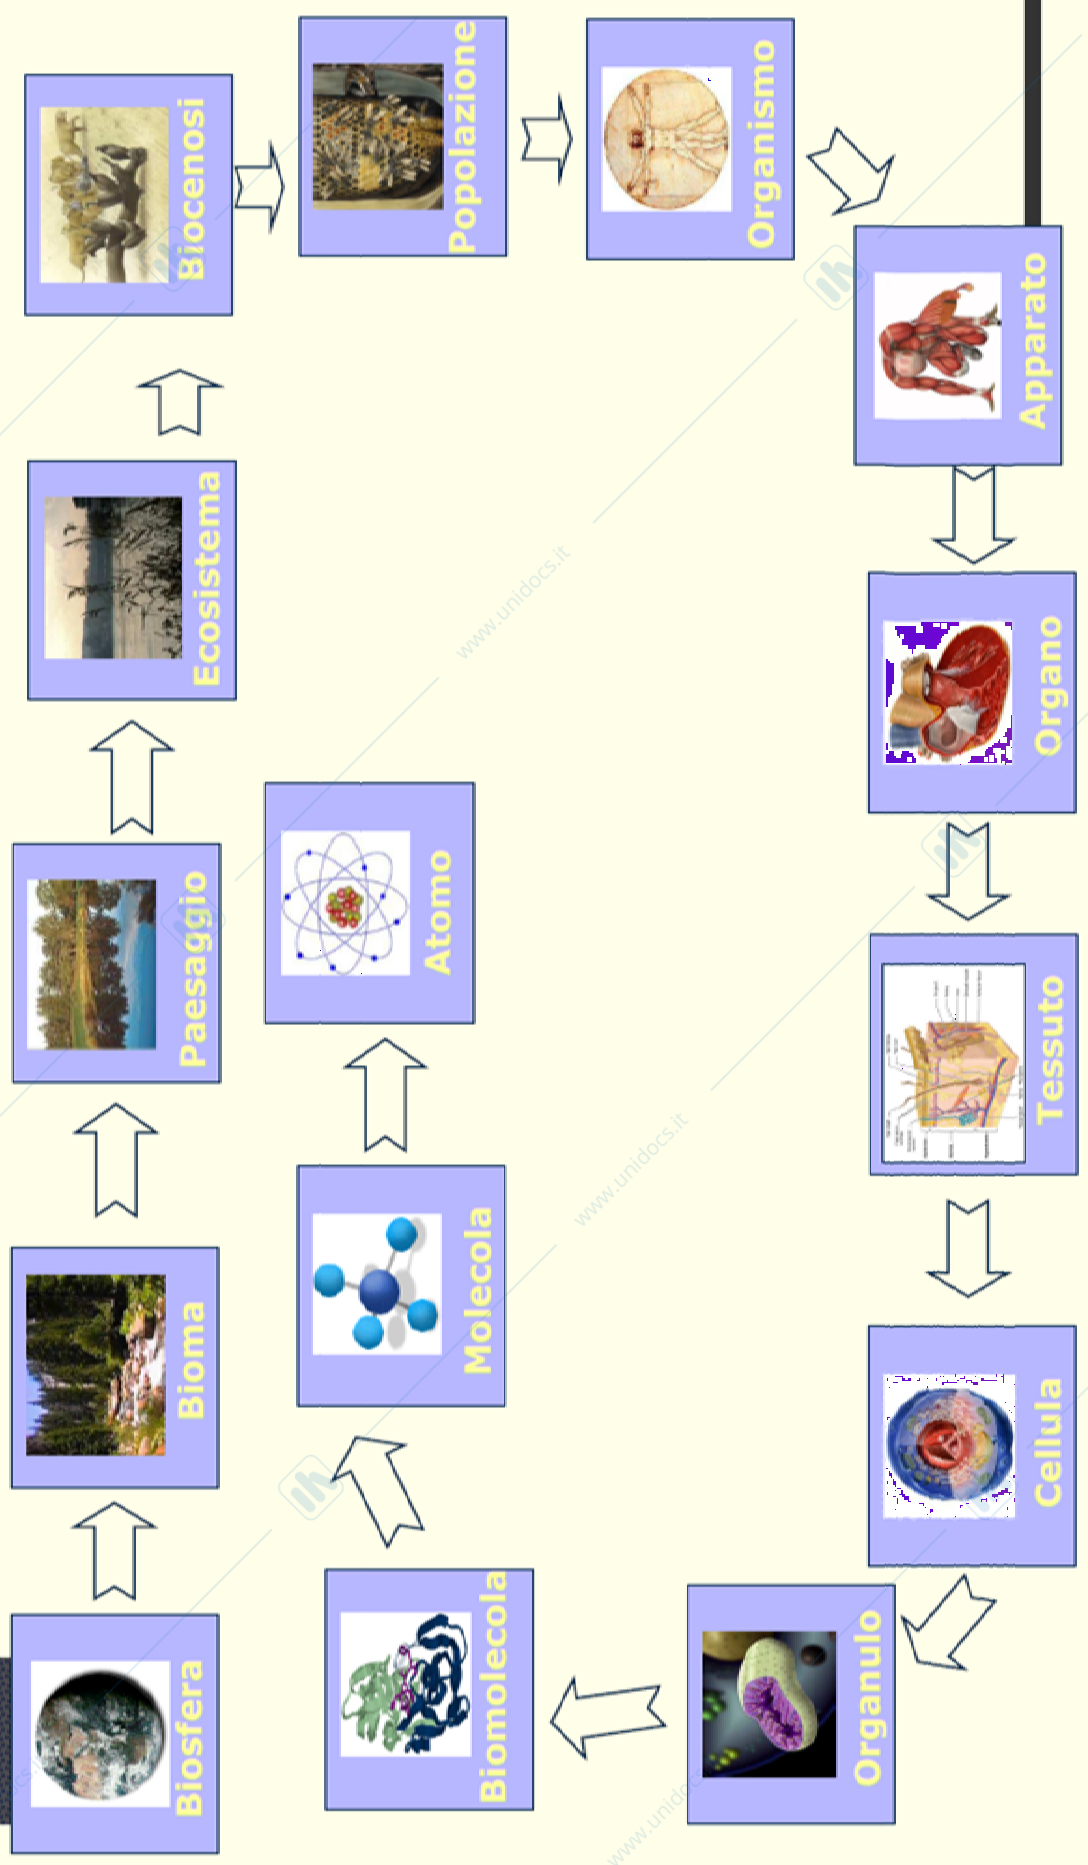 Biosfera
Bioma
Paesaggio
Ecosistema
Biocenosi
Popolazione
Organismo
Apparato
Organo
Tessuto
Cellula
Organulo
Biomolecola
Molecola
Atomo
www.unidocs.it
www.unidocs.it